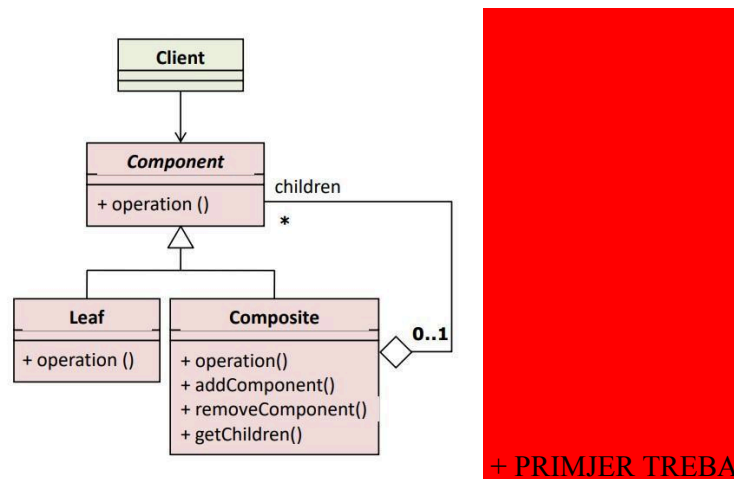 Client
Component
+ operation ()
children
*
Leaf
+ operation ()
Composite
+ operation()
+ addComponent()
+ removeComponent()
+ getChildren()
0..1
+ PRIMJER TREBA